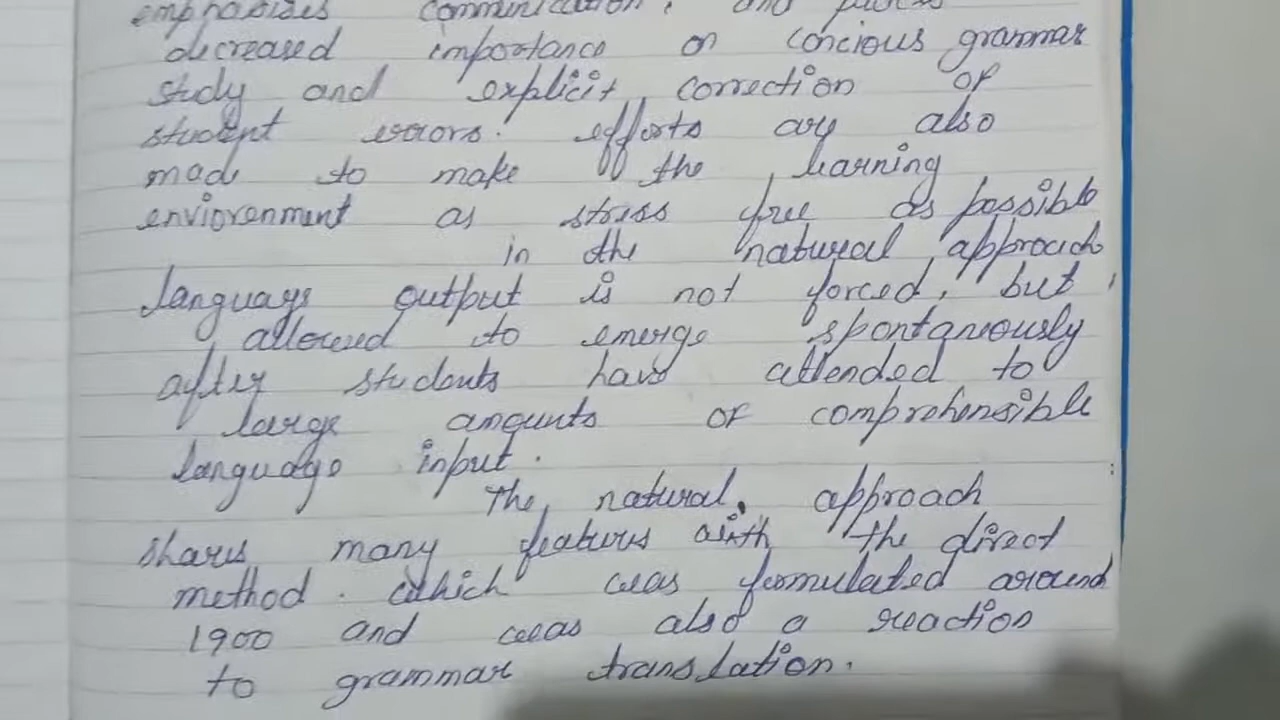 emphasises communication, and places
decreased importance on concious grammar
study and explicit correction of
student errors. efforts are also
made to make the learning
enviorenment as stress free as possible
in the natural approach
language output is not forced, but
allowed to emerge spontaneously
after students have attended to
large amounts of comprehensible
language input.
The natural approach
shares many features with the direct
method. which was formulated around
1900 and was also a reaction
to grammar translation.